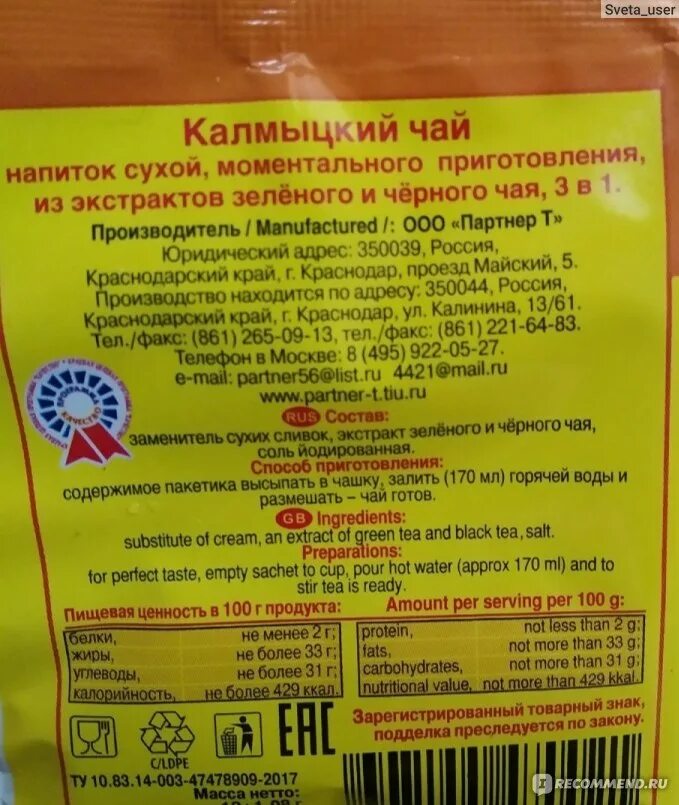 Sveta_user
Калмыцкий чай
напиток сухой, моментального приготовления,
из экстрактов зелёного и чёрного чая, 3 в 1.
Производитель / Manufactured /: ООО «Партнер Т»
Юридический адрес: 350039, Россия,
Краснодарский край, г. Краснодар, проезд Майский, 5.
Производство находится по адресу: 350044, Россия,
Краснодарский край, г. Краснодар, ул. Калинина, 13/61.
Тел./факс: (861) 265-09-13, тел./факс: (861) 221-64-83.
Телефон в Москве: 8 (495) 922-05-27.
e-mail: partner56@list.ru 4421@mail.ru
www.partner-t.tiu.ru
ПРОГРАММА
КАЧЕСТВО
RUS Состав:
заменитель сухих сливок, экстракт зелёного и чёрного чая,
соль йодированная.
Способ приготовления:
содержимое пакетика высыпать в чашку, залить (170 мл) горячей воды и
размешать – чай готов.
GB Ingredients:
substitute of cream, an extract of green tea and black tea, salt.
Preparations:
for perfect taste, empty sachet to cup, pour hot water (approx 170 ml) and to
stir tea is ready.
Пищевая ценность в 100 г продукта:
белки, не менее 2 г;
жиры, не более 33 г;
углеводы, не более 31 г;
калорийность, не более 429 ккал.
Amount per serving per 100 g:
protein, not less than 2 g;
fats, not more than 33 g;
carbohydrates, not more than 31 g;
nutritional value, not more than 429 kkal.
C/LDPE
EAC
Зарегистрированный товарный знак,
подделка преследуется по закону.
ТУ 10.83.14-003-47478909-2017
Масса нетто:
RECOMMEND.RU